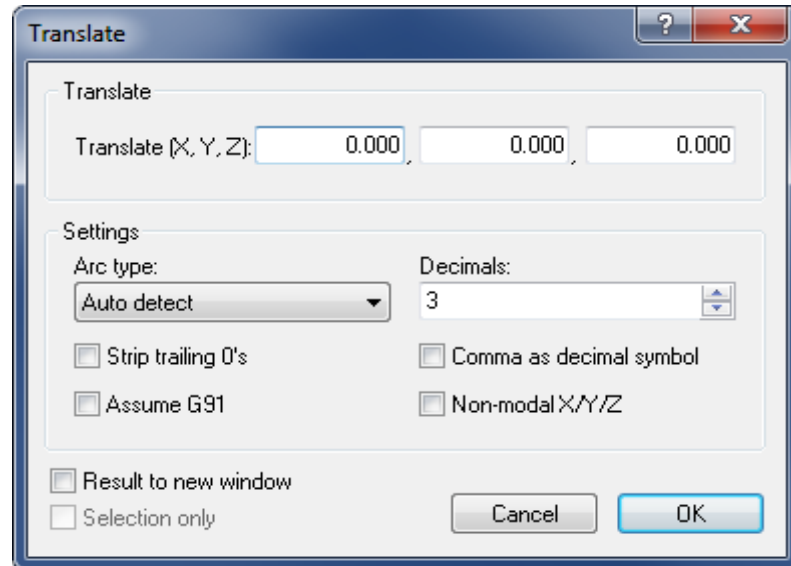 Translate
?
X
Translate
Translate (X, Y, Z): 0.000 , 0.000 , 0.000
Settings
Arc type: Decimals:
Auto detect 3
Strip trailing 0's Comma as decimal symbol
Assume G91 Non-modal X/Y/Z
Result to new window
Selection only
Cancel OK